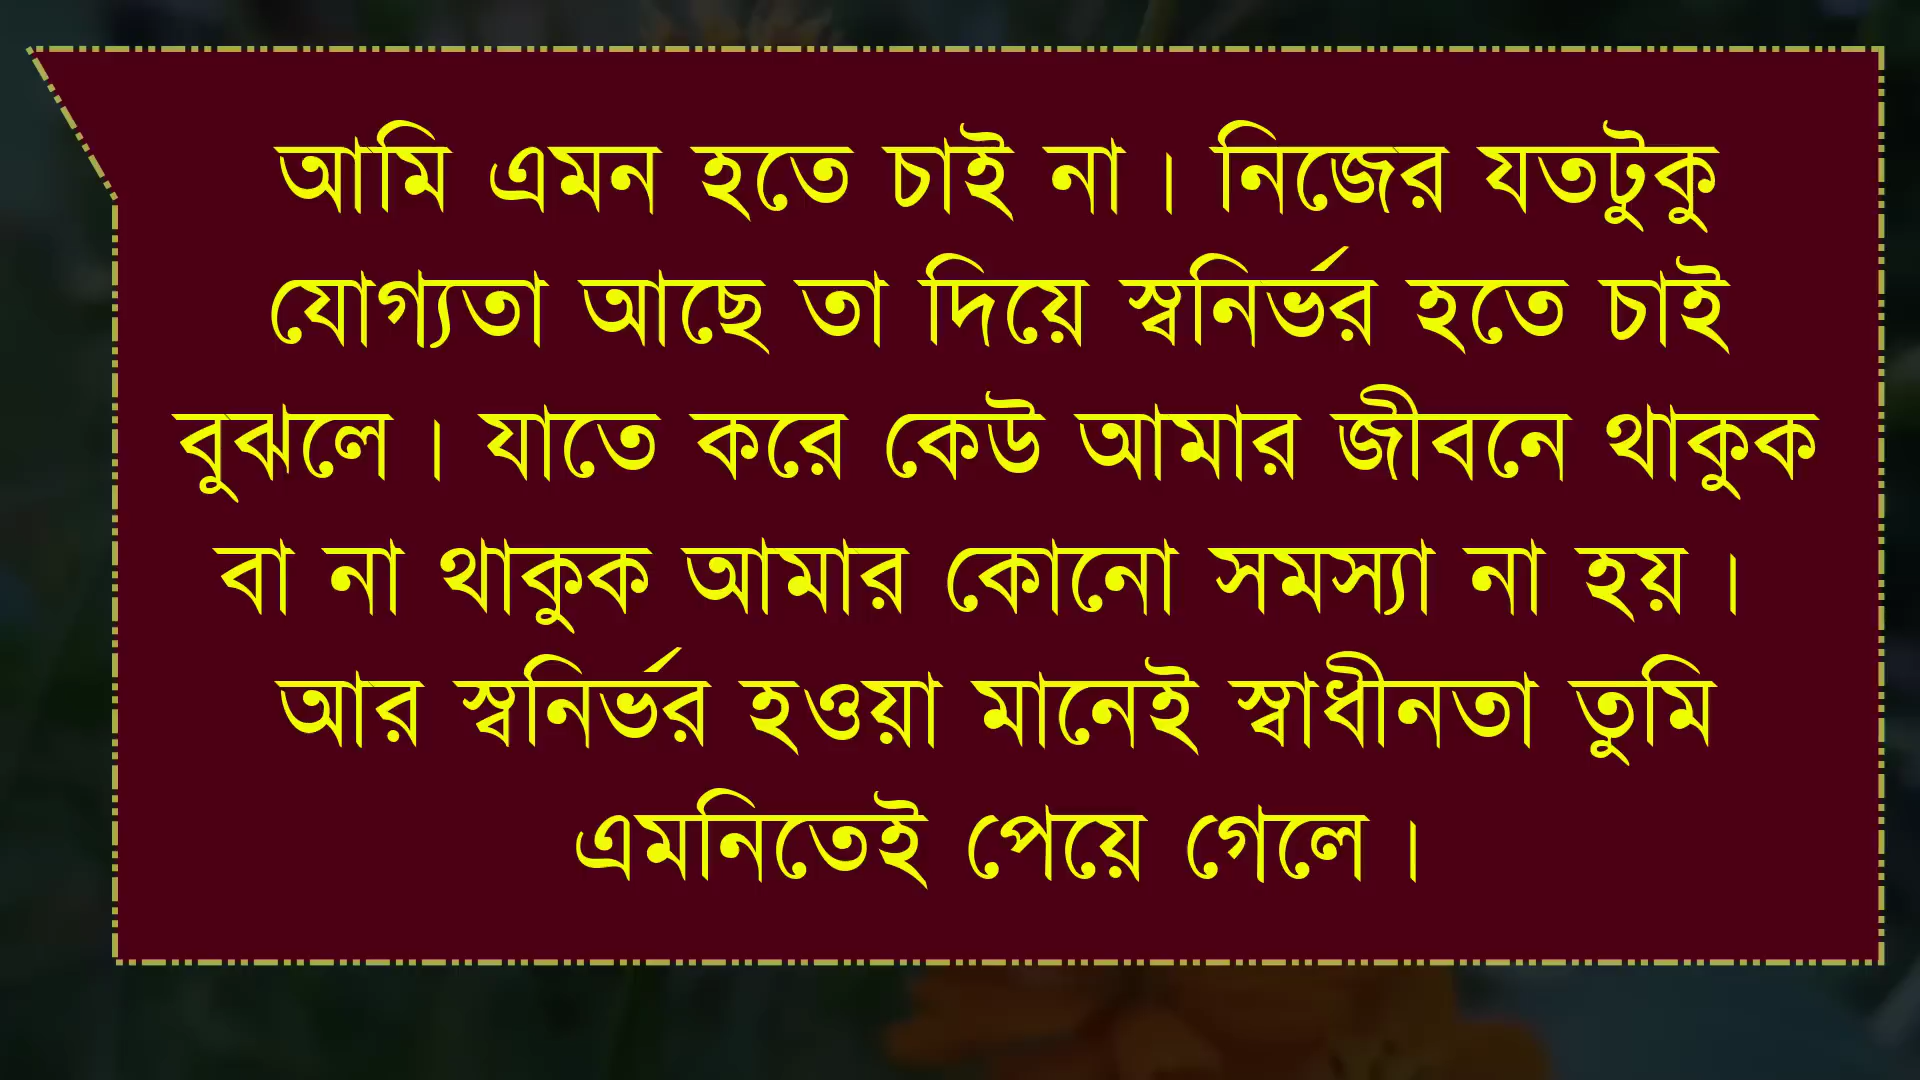 আমি এমন হতে চাই না। নিজের যতটুকু
যোগ্যতা আছে তা দিয়ে স্বনির্ভর হতে চাই
বুঝলে। যাতে করে কেউ আমার জীবনে থাকুক
বা না থাকুক আমার কোনো সমস্যা না হয়।
আর স্বনির্ভর হওয়া মানেই স্বাধীনতা তুমি
এমনিতেই পেয়ে গেলে।